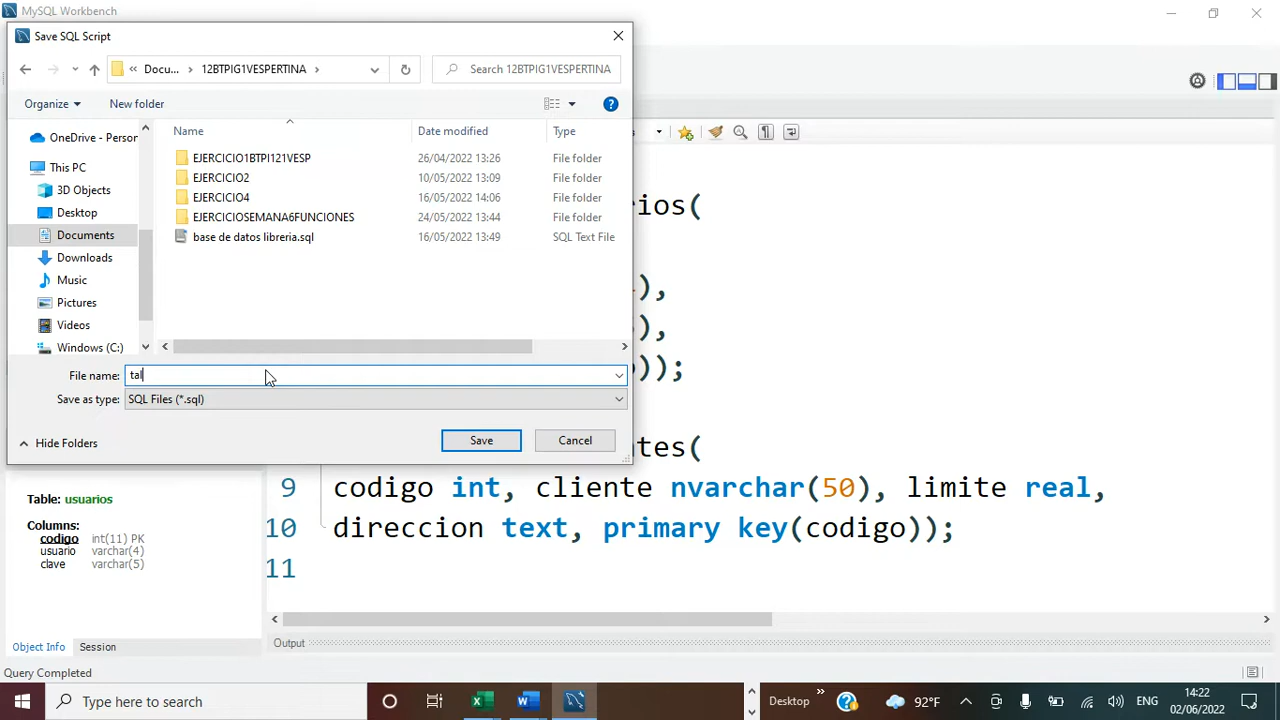 MySQL Workbench
Save SQL Script
Docu...
12BTPIG1VESPERTINA
Search 12BTPIG1VESPERTINA
Organize
New folder
Name
Date modified
Type
OneDrive - Person
This PC
3D Objects
Desktop
Documents
Downloads
Music
Pictures
Videos
Windows (C:)
EJERCICIO1BTPI121VESP 26/04/2022 13:26 File folder
EJERCICIO2 10/05/2022 13:09 File folder
EJERCICIO4 16/05/2022 14:06 File folder
EJERCICIOSEMANA6FUNCIONES 24/05/2022 13:44 File folder
base de datos libreria.sql 16/05/2022 13:49 SQL Text File
File name: tal
Save as type: SQL Files (*.sql)
Hide Folders
Save
Cancel
ios(
),
),
));
tes(
9 codigo int, cliente nvarchar(50), limite real,
10 direccion text, primary key(codigo));
11
Table: usuarios
Columns:
codigo int(11) PK
usuario varchar(4)
clave varchar(5)
Object Info
Session
Output
Query Completed
Type here to search
Desktop
92°F
ENG
14:22
02/06/2022